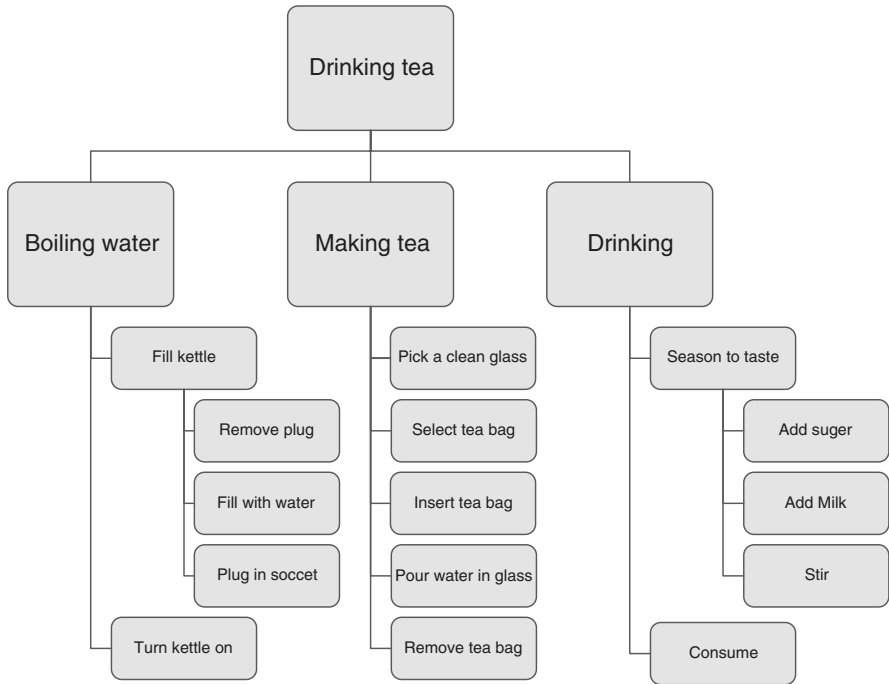 Drinking tea
Boiling water
Making tea
Drinking
Fill kettle
Remove plug
Fill with water
Plug in soccet
Turn kettle on
Pick a clean glass
Select tea bag
Insert tea bag
Pour water in glass
Remove tea bag
Season to taste
Add suger
Add Milk
Stir
Consume